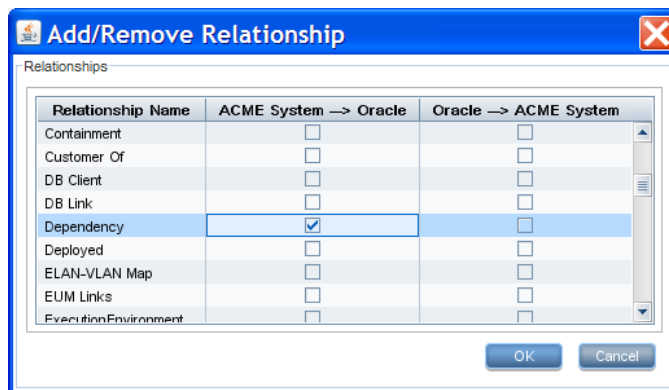 Add/Remove Relationship
Relationships
Relationship Name ACME System --> Oracle Oracle --> ACME System
Containment
Customer Of
DB Client
DB Link
Dependency
Deployed
ELAN-VLAN Map
EUM Links
ExecutionEnvironment
OK Cancel